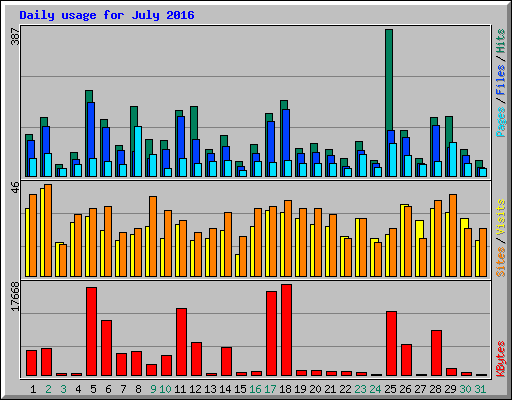 Daily usage for July 2016
387
46
17668
Pages / Files / Hits
Sites / Visits
KBytes
1 2 3 4 5 6 7 8 9 10 11 12 13 14 15 16 17 18 19 20 21 22 23 24 25 26 27 28 29 30 31